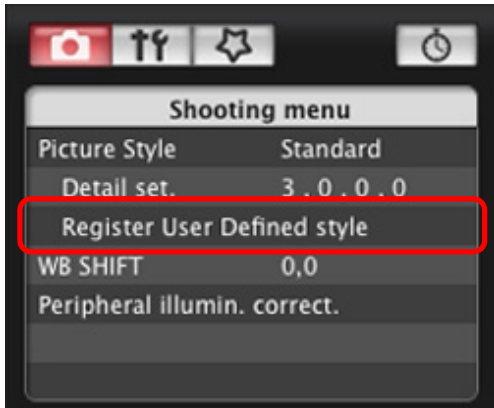 Shooting menu
Picture Style Standard
Detail set. 3 . 0 . 0 . 0
Register User Defined style
WB SHIFT 0,0
Peripheral illumin. correct.